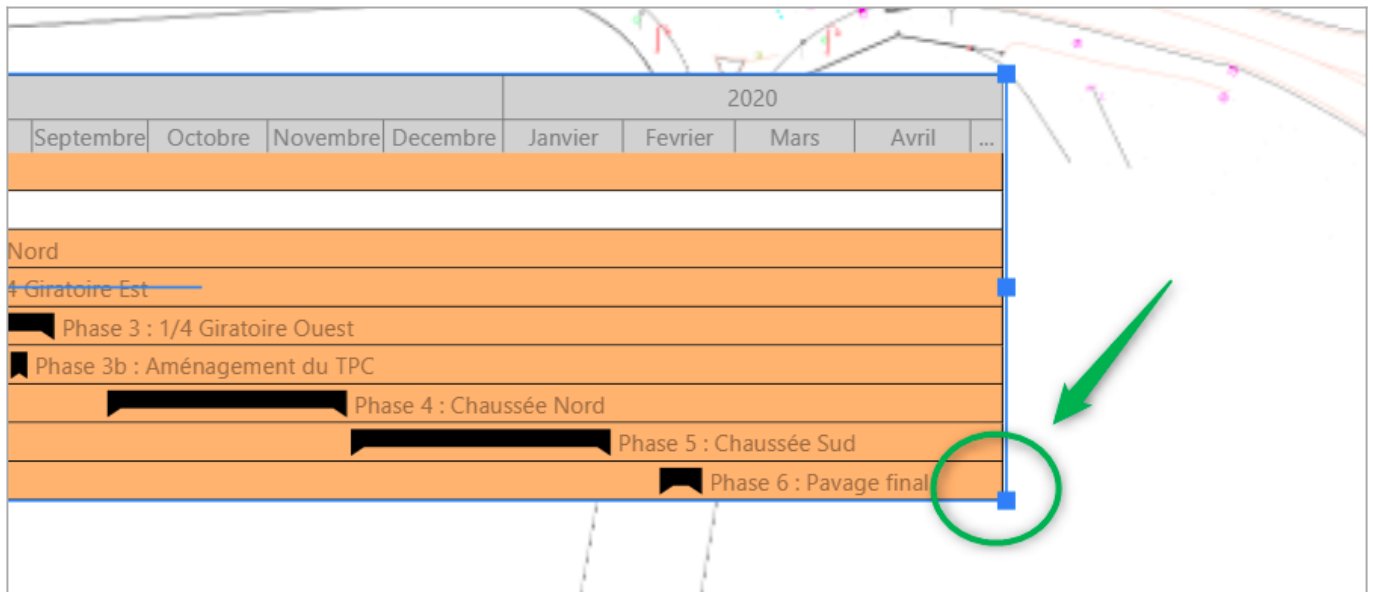 2020
Septembre Octobre Novembre Decembre Janvier Fevrier Mars Avril ...
Nord
4 Giratoire Est
Phase 3 : 1/4 Giratoire Ouest
Phase 3b : Aménagement du TPC
Phase 4 : Chaussée Nord
Phase 5 : Chaussée Sud
Phase 6 : Pavage final